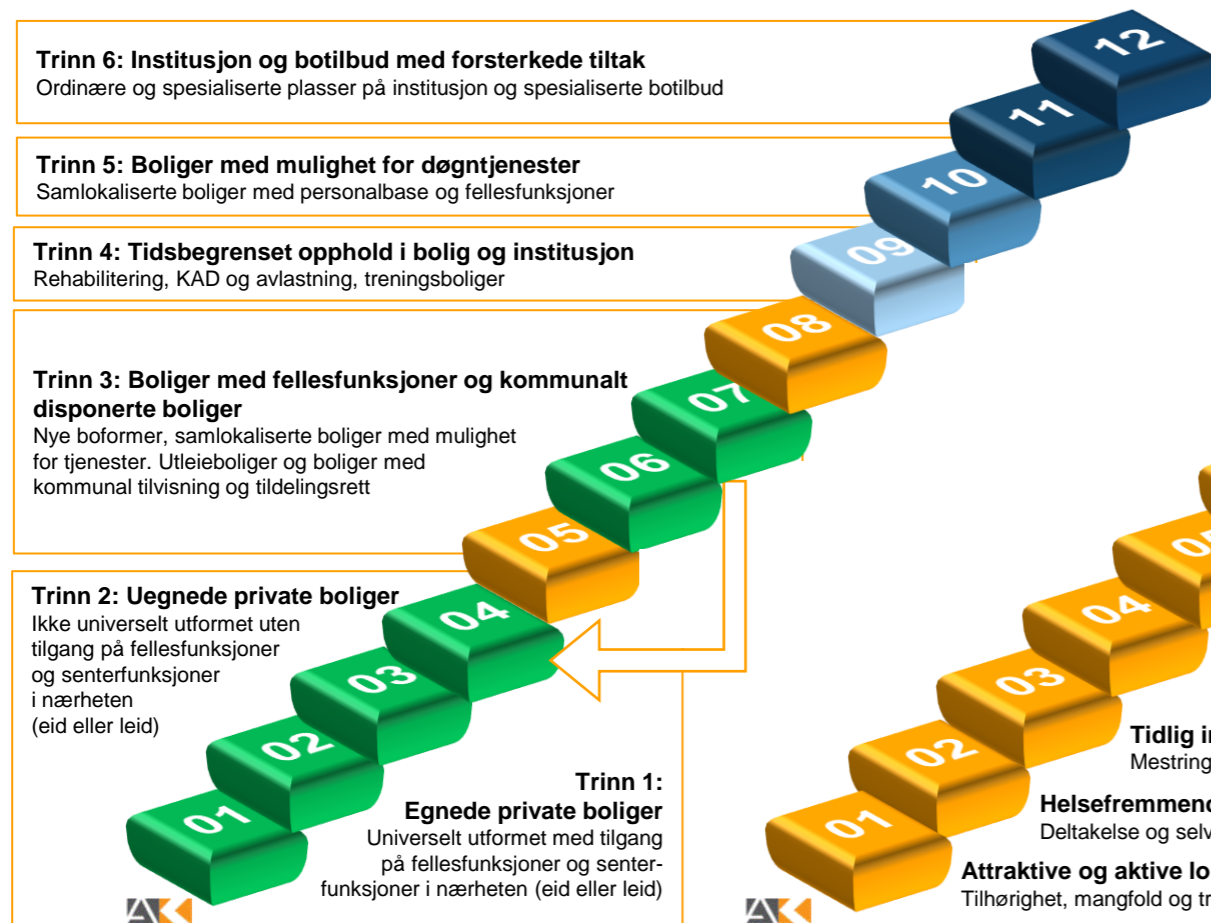 Trinn 6: Institusjon og botilbud med forsterkede tiltak
Ordinære og spesialiserte plasser på institusjon og spesialiserte botilbud
Trinn 5: Boliger med mulighet for døgntjenester
Samlokaliserte boliger med personalbase og fellesfunksjoner
Trinn 4: Tidsbegrenset opphold i bolig og institusjon
Rehabilitering, KAD og avlastning, treningsboliger
Trinn 3: Boliger med fellesfunksjoner og kommunalt
disponerte boliger
Nye boformer, samlokaliserte boliger med mulighet
for tjenester. Utleieboliger og boliger med
kommunal tilvisning og tildelingsrett
Trinn 2: Uegnede private boliger
Ikke universelt utformet uten
tilgang på fellesfunksjoner
og senterfunksjoner
i nærheten
(eid eller leid)
Trinn 1:
Egnede private boliger
Universelt utformet med tilgang
på fellesfunksjoner og senter-
funksjoner i nærheten (eid eller leid)
12
11
10
09
08
07
06
05
04
03
02
01
04
03
02
01
Tidlig
Mestring
Attraktive og aktive
Deltakelse og
Tilhørighet, mangfold og